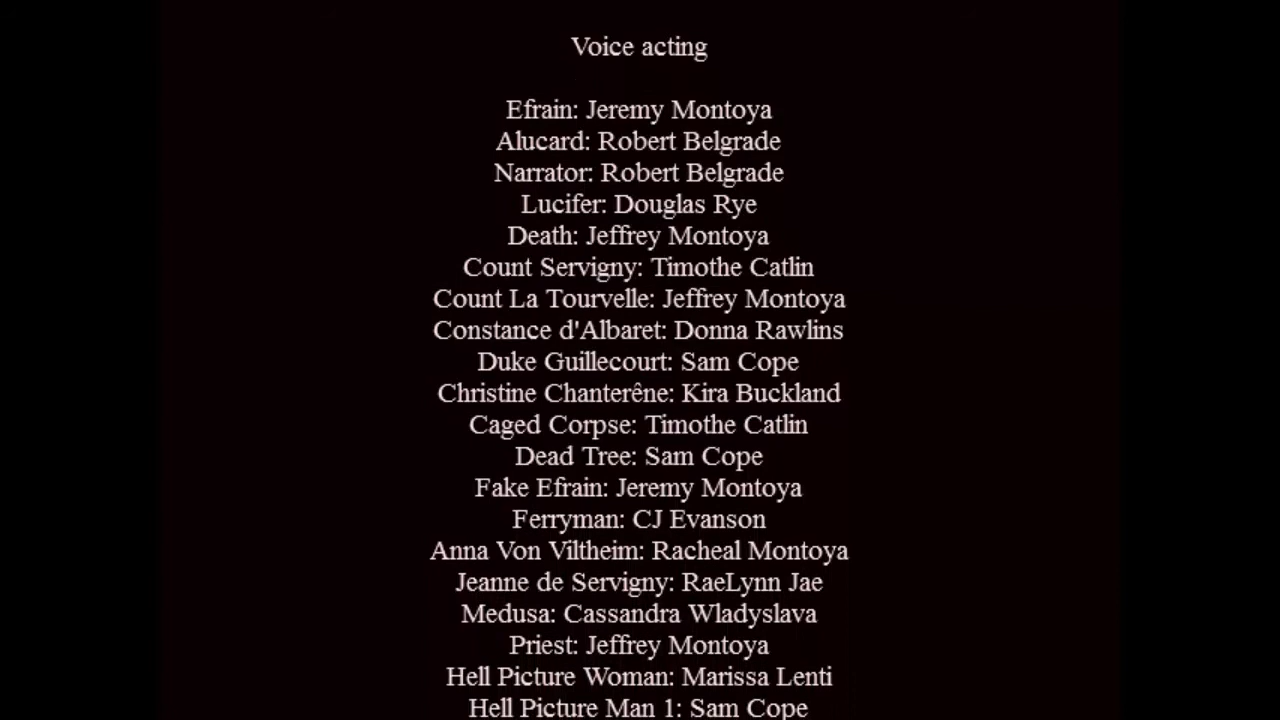 Voice acting
Efrain: Jeremy Montoya
Alucard: Robert Belgrade
Narrator: Robert Belgrade
Lucifer: Douglas Rye
Death: Jeffrey Montoya
Count Servigny: Timothe Catlin
Count La Tourvelle: Jeffrey Montoya
Constance d'Albaret: Donna Rawlins
Duke Guillecourt: Sam Cope
Christine Chanterêne: Kira Buckland
Caged Corpse: Timothe Catlin
Dead Tree: Sam Cope
Fake Efrain: Jeremy Montoya
Ferryman: CJ Evanson
Anna Von Viltheim: Racheal Montoya
Jeanne de Servigny: RaeLynn Jae
Medusa: Cassandra Wladyslava
Priest: Jeffrey Montoya
Hell Picture Woman: Marissa Lenti
Hell Picture Man 1: Sam Cope